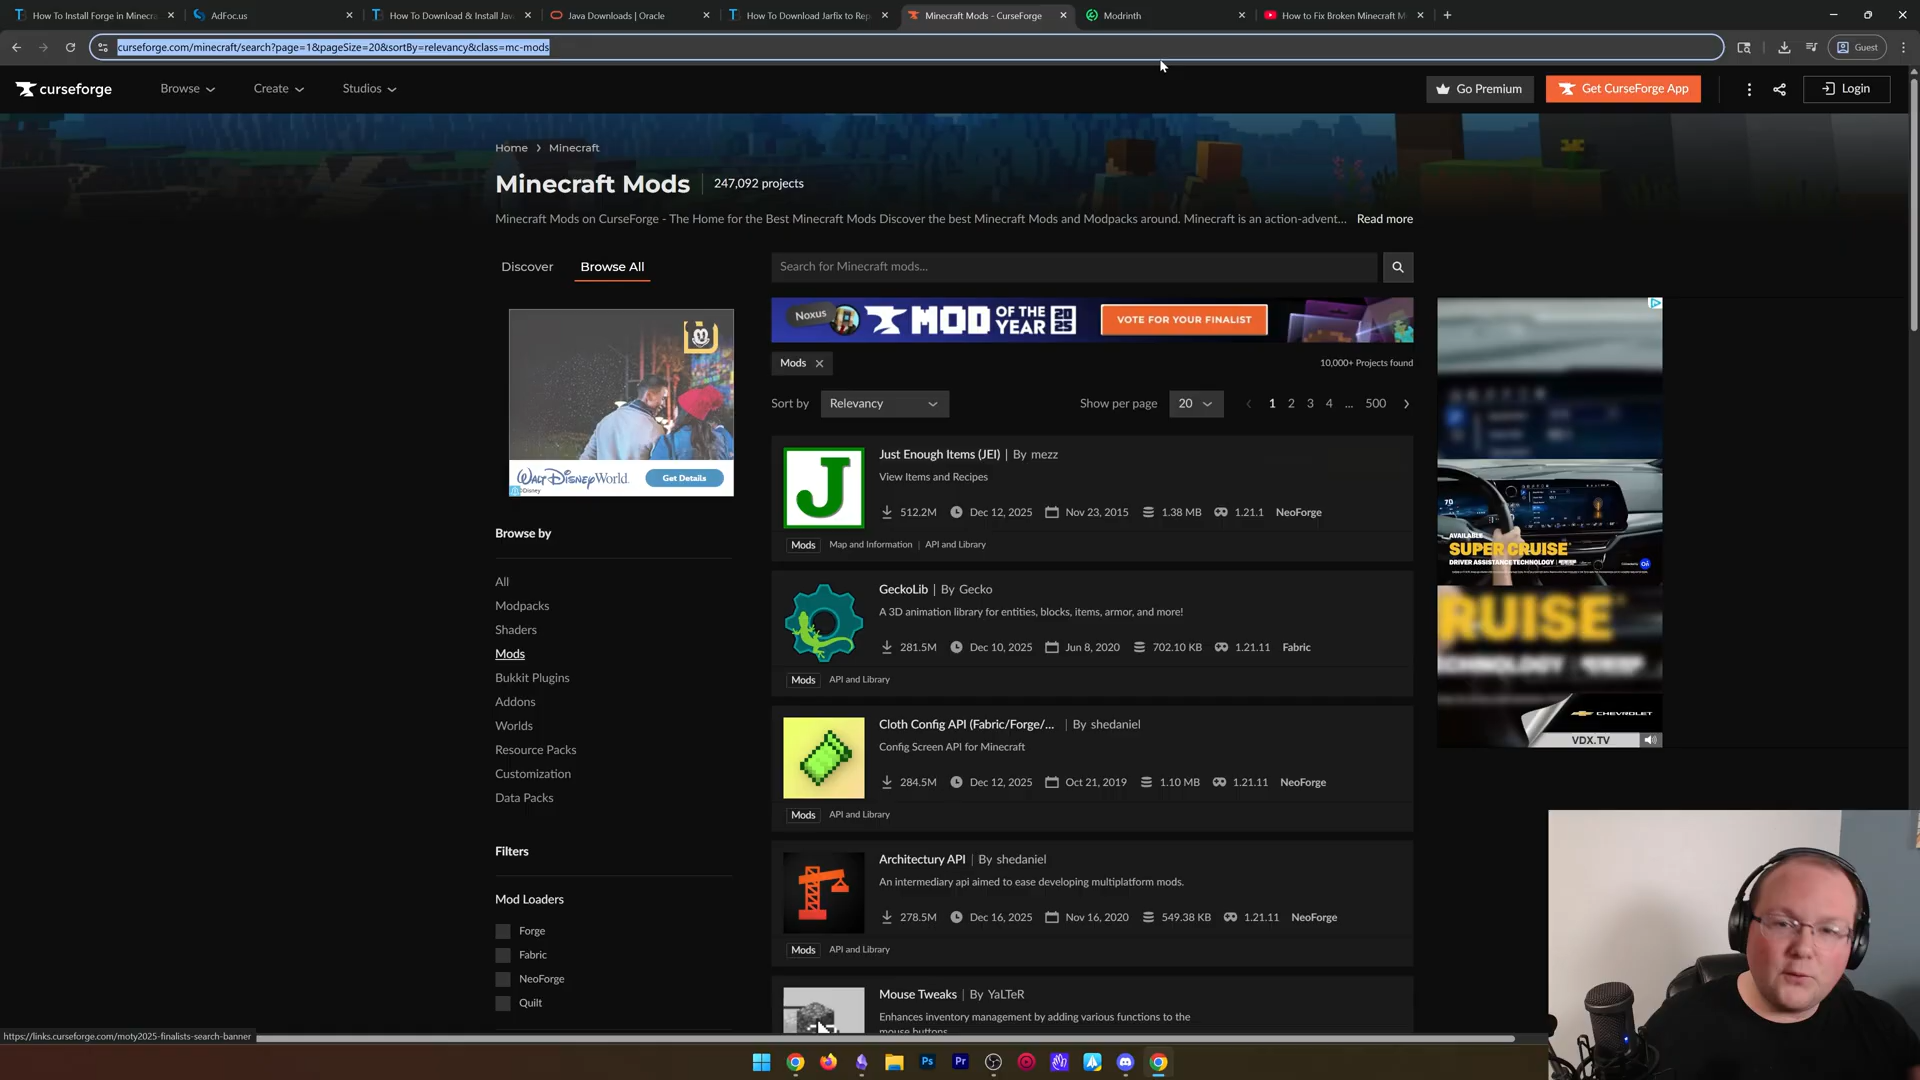 How To Install Forge in Minecra
AdFoc.us
How To Download & Install Jav
Java Downloads | Oracle
How To Download Jarfix to Rep
Minecraft Mods - CurseForge
Modrinth
How to Fix Broken Minecraft M
curseforge.com/minecraft/search?page=1&pageSize=20&sortBy=relevancy&class=mc-mods
Guest
curseforge
Browse
Create
Studios
Go Premium
Get CurseForge App
Login
Home > Minecraft
Minecraft Mods | 247,092 projects
Minecraft Mods on CurseForge - The Home for the Best Minecraft Mods Discover the best Minecraft Mods and Modpacks around. Minecraft is an action-advent... Read more
Discover
Browse All
Search for Minecraft mods...
Noxus
MOD OF THE YEAR 2025
VOTE FOR YOUR FINALIST
Mods
10,000+ Projects found
Sort by Relevancy
Show per page 20
1 2 3 4 ... 500
Walt Disney World
Get Details
©Disney
Browse by
All
Modpacks
Shaders
Mods
Bukkit Plugins
Addons
Worlds
Resource Packs
Customization
Data Packs
Filters
Mod Loaders
Forge
Fabric
NeoForge
Quilt
J
Just Enough Items (JEI) | By mezz
View Items and Recipes
512.2M Dec 12, 2025 Nov 23, 2015 1.38 MB 1.21.1 NeoForge
Mods Map and Information | API and Library
GeckoLib | By Gecko
A 3D animation library for entities, blocks, items, armor, and more!
281.5M Dec 10, 2025 Jun 8, 2020 702.10 KB 1.21.11 Fabric
Mods API and Library
Cloth Config API (Fabric/Forge/... | By shedaniel
Config Screen API for Minecraft
284.5M Dec 12, 2025 Oct 21, 2019 1.10 MB 1.21.11 NeoForge
Mods API and Library
Architectury API | By shedaniel
An intermediary api aimed to ease developing multiplatform mods.
278.5M Dec 16, 2025 Nov 16, 2020 549.38 KB 1.21.11 NeoForge
Mods API and Library
Mouse Tweaks | By YaLTeR
Enhances inventory management by adding various functions to the
mouse buttons.
70
AVAILABLE
SUPER CRUISE
DRIVER ASSISTANCE TECHNOLOGY
RUISE
CHEVROLET
VDX.TV
https://links.curseforge.com/moty2025-finalists-search-banner
Ps
Pr